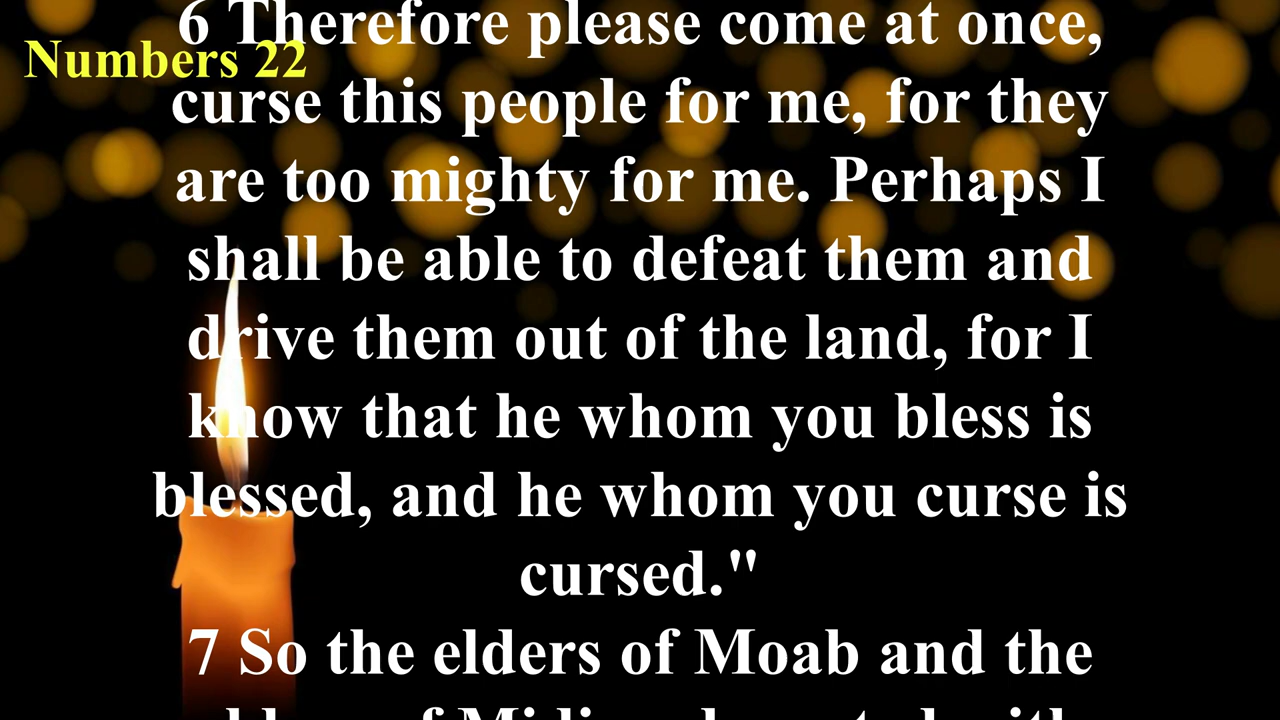 Numbers 22
6 Therefore please come at once,
curse this people for me, for they
are too mighty for me. Perhaps I
shall be able to defeat them and
drive them out of the land, for I
know that he whom you bless is
blessed, and he whom you curse is
cursed."
7 So the elders of Moab and the